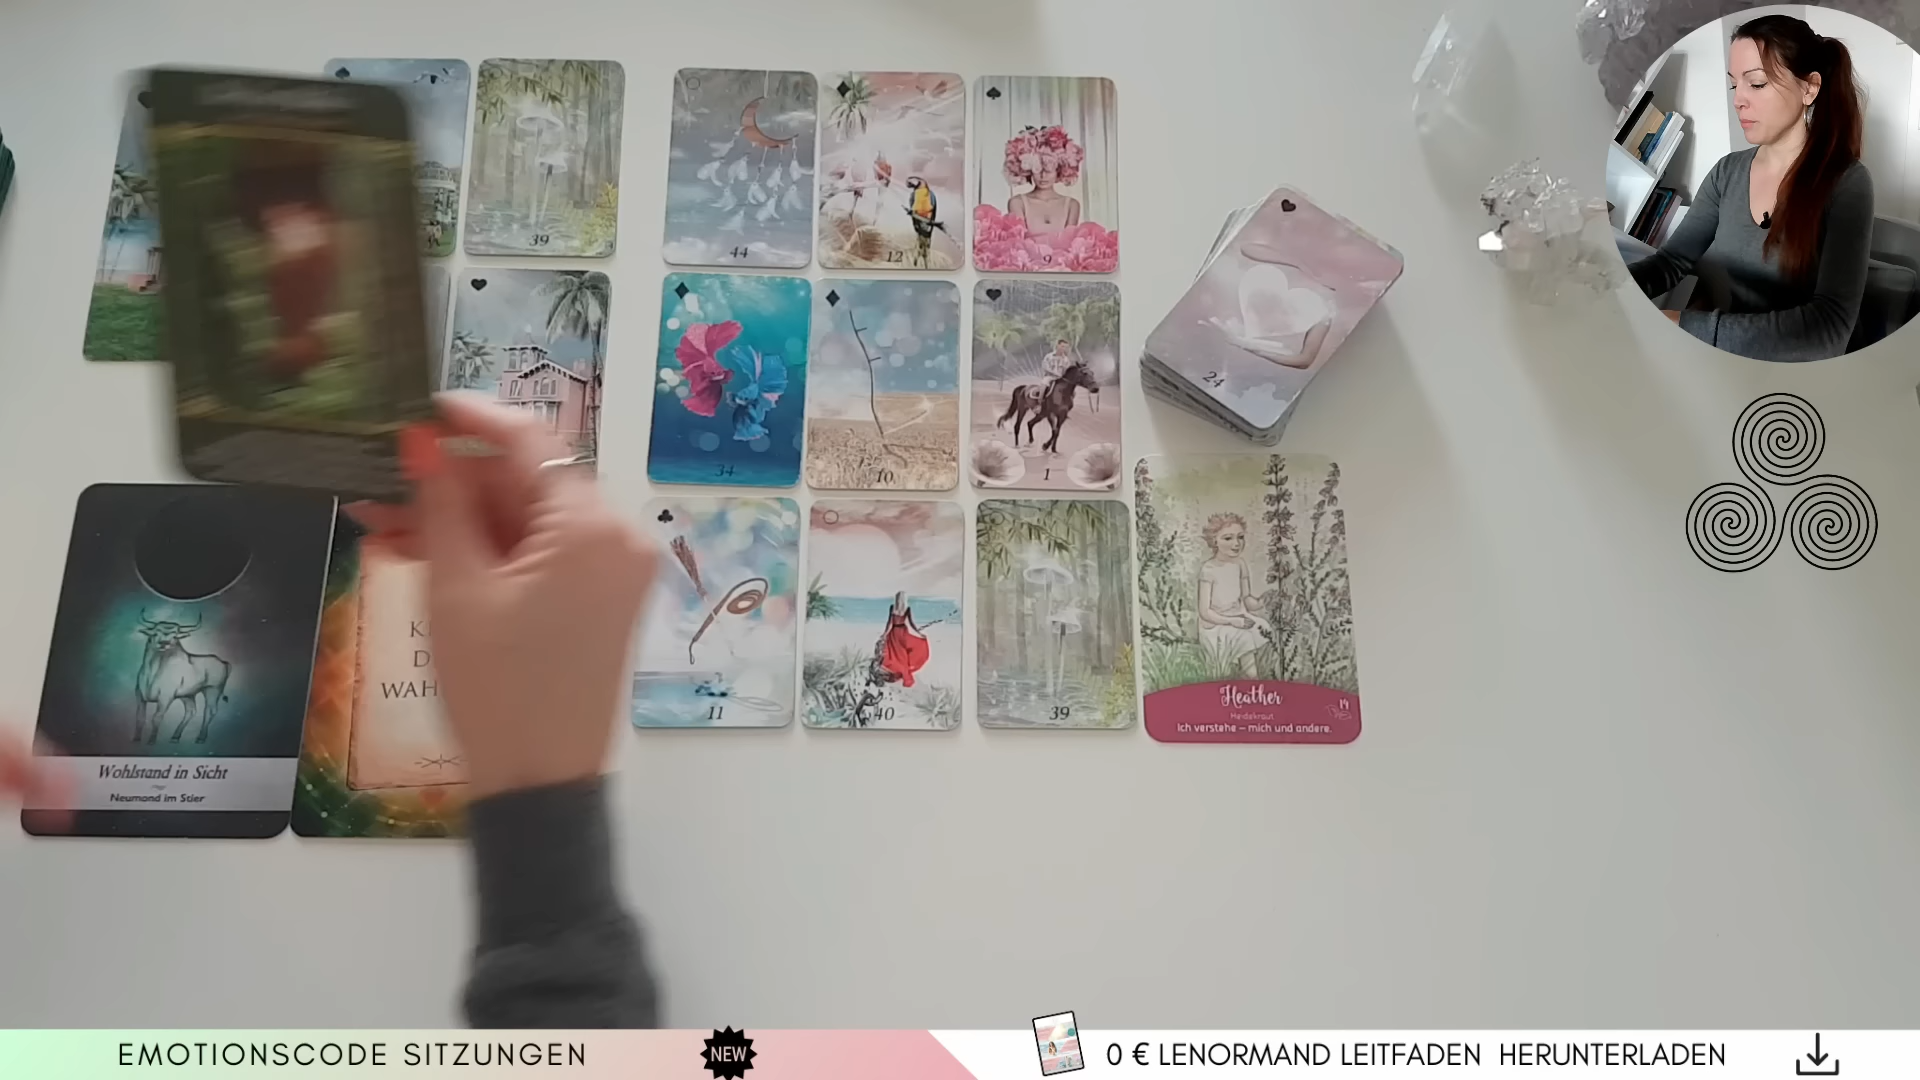 39
44
12
9
24
34
10
1
Wohlstand in Sicht
Neumond im Stier
11
40
39
Heather
14
Heidekraut
Ich verstehe – mich und andere.
EMOTIONSCODE SITZUNGEN
NEW
0 € LENORMAND LEITFADEN HERUNTERLADEN